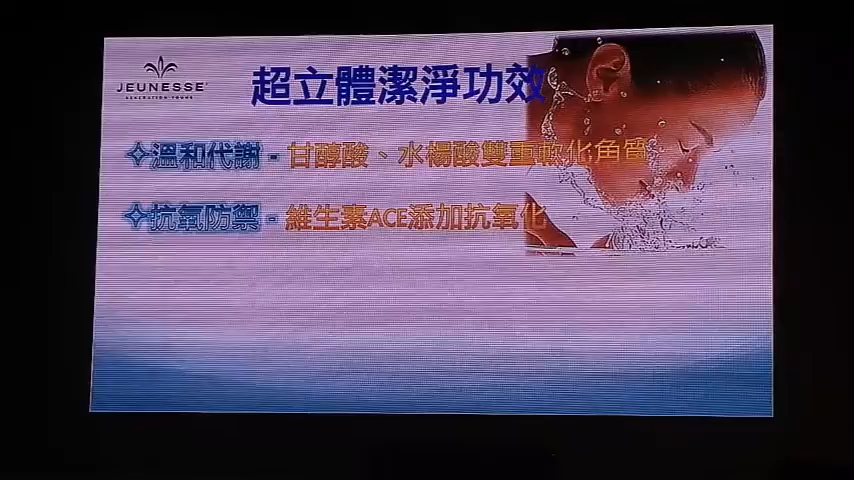 JEUNESSE
GENERATION YOUNG
超立體潔淨功效
✧溫和代謝 - 甘醇酸、水楊酸雙重軟化角質
✧抗氧防禦 - 維生素ACE添加抗氧化